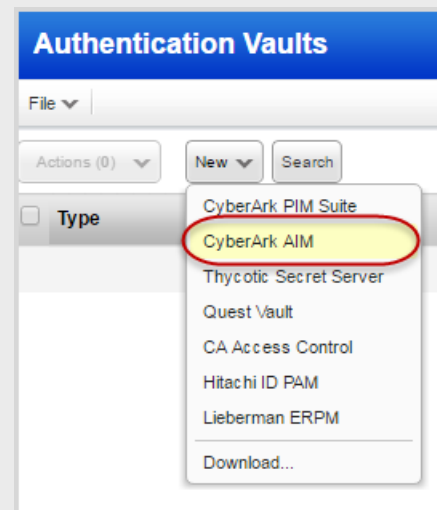 Authentication Vaults
File
Actions (0) New Search
Type
CyberArk PIM Suite
CyberArk AIM
Thycotic Secret Server
Quest Vault
CA Access Control
Hitachi ID PAM
Lieberman ERPM
Download...